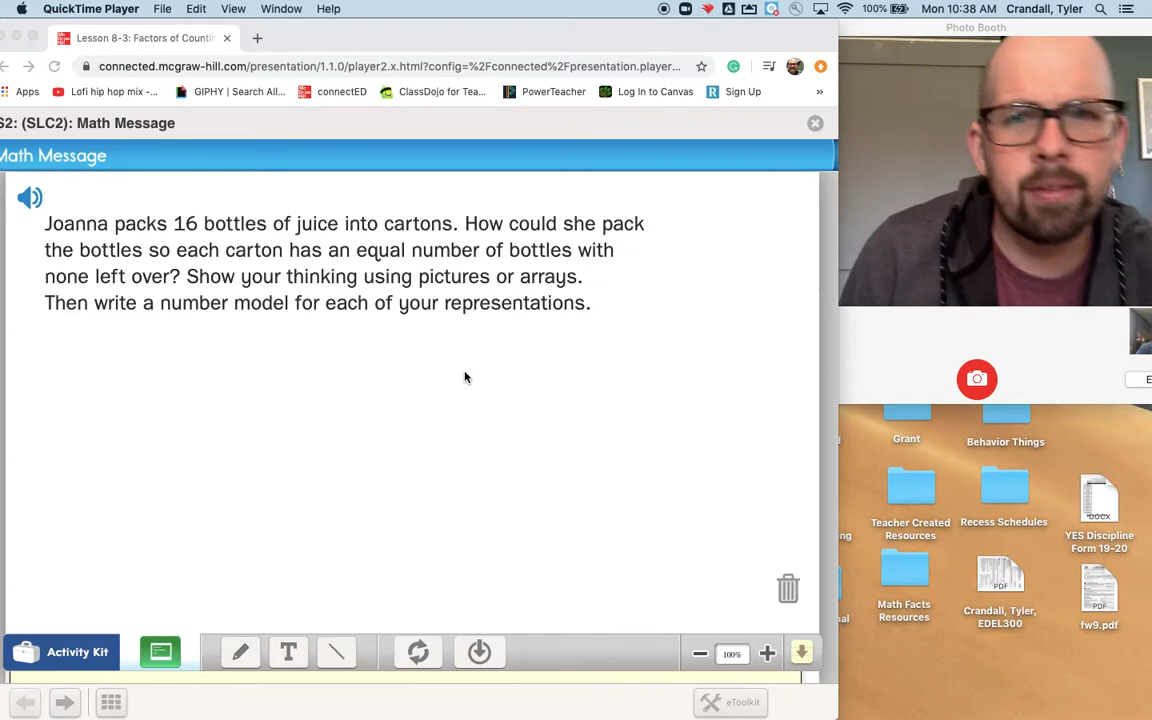 QuickTime Player File Edit View Window Help 100% Mon 10:38 AM Crandall, Tyler
Photo Booth
Lesson 8-3: Factors of Countin
connected.mcgraw-hill.com/presentation/1.1.0/player2.x.html?config=%2Fconnected%2Fpresentation.player...
Apps Lofi hip hop mix -... GIPHY | Search All... connectED ClassDojo for Tea... PowerTeacher Log In to Canvas Sign Up »
S2: (SLC2): Math Message
Math Message
Joanna packs 16 bottles of juice into cartons. How could she pack
the bottles so each carton has an equal number of bottles with
none left over? Show your thinking using pictures or arrays.
Then write a number model for each of your representations.
Activity Kit T 100%
eToolkit
E
Grant
Behavior Things
Teacher Created
Resources
Recess Schedules
DOCX
YES Discipline
Form 19-20
ing
Math Facts
Resources
PDF
Crandall, Tyler,
EDEL300
PDF
fw9.pdf
nal